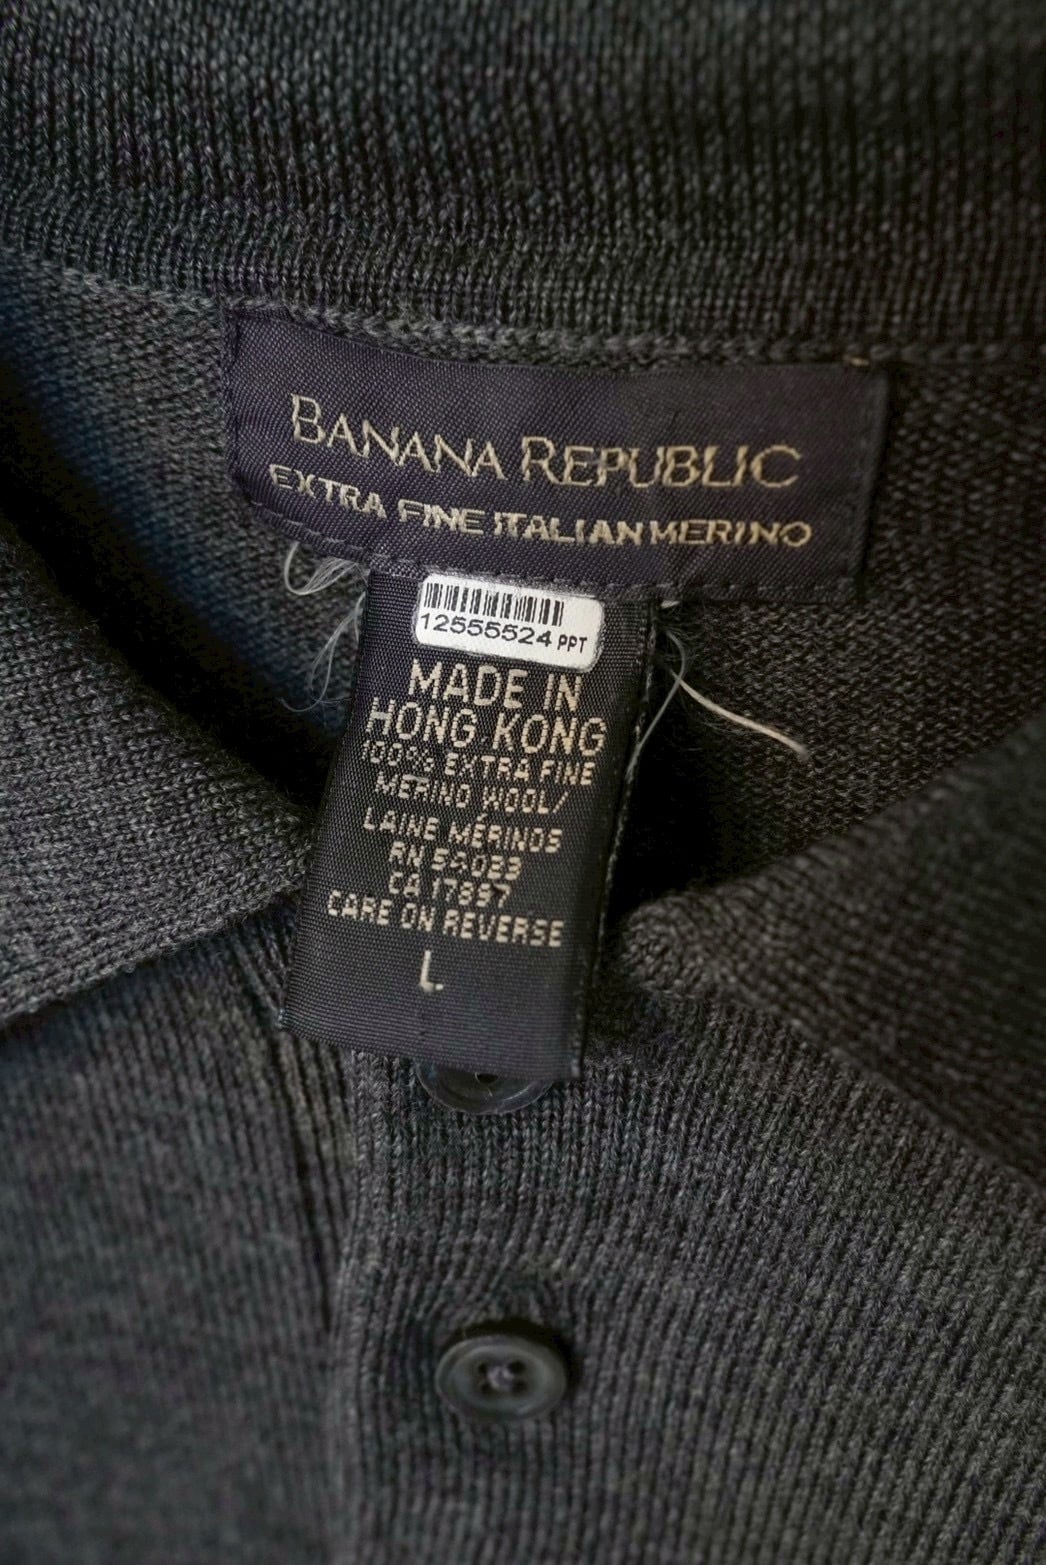 BANANA REPUBLIC
EXTRA FINE ITALIAN MERINO
12555524 PPT
MADE IN
HONG KONG
100% EXTRA FINE
MERINO WOOL/
LAINE MÉRINOS
RN 54023
CA 17897
CARE ON REVERSE
L